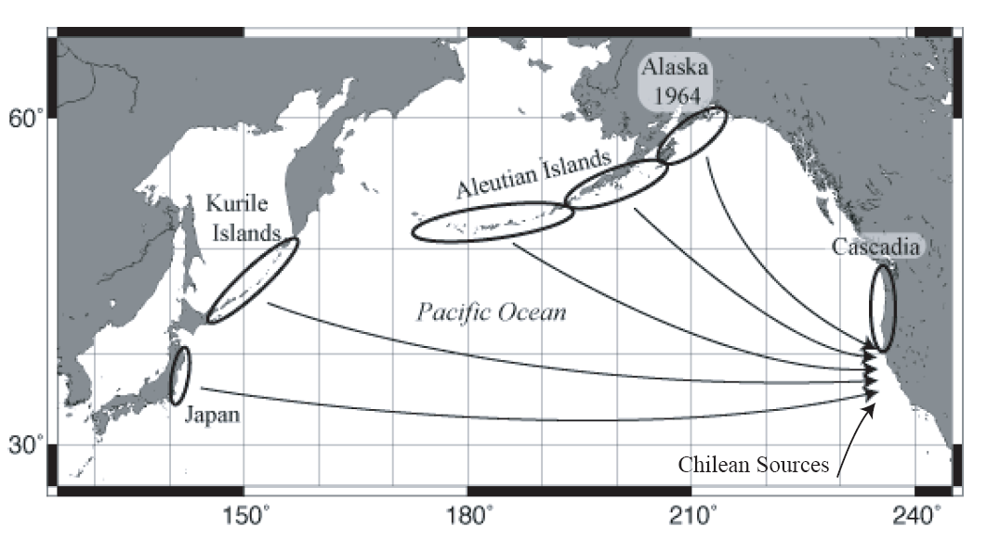 Alaska
1964
60°
Aleutian Islands
Kurile
Islands
Cascadia
Pacific Ocean
Japan
30°
Chilean Sources
150°
180°
210°
240°